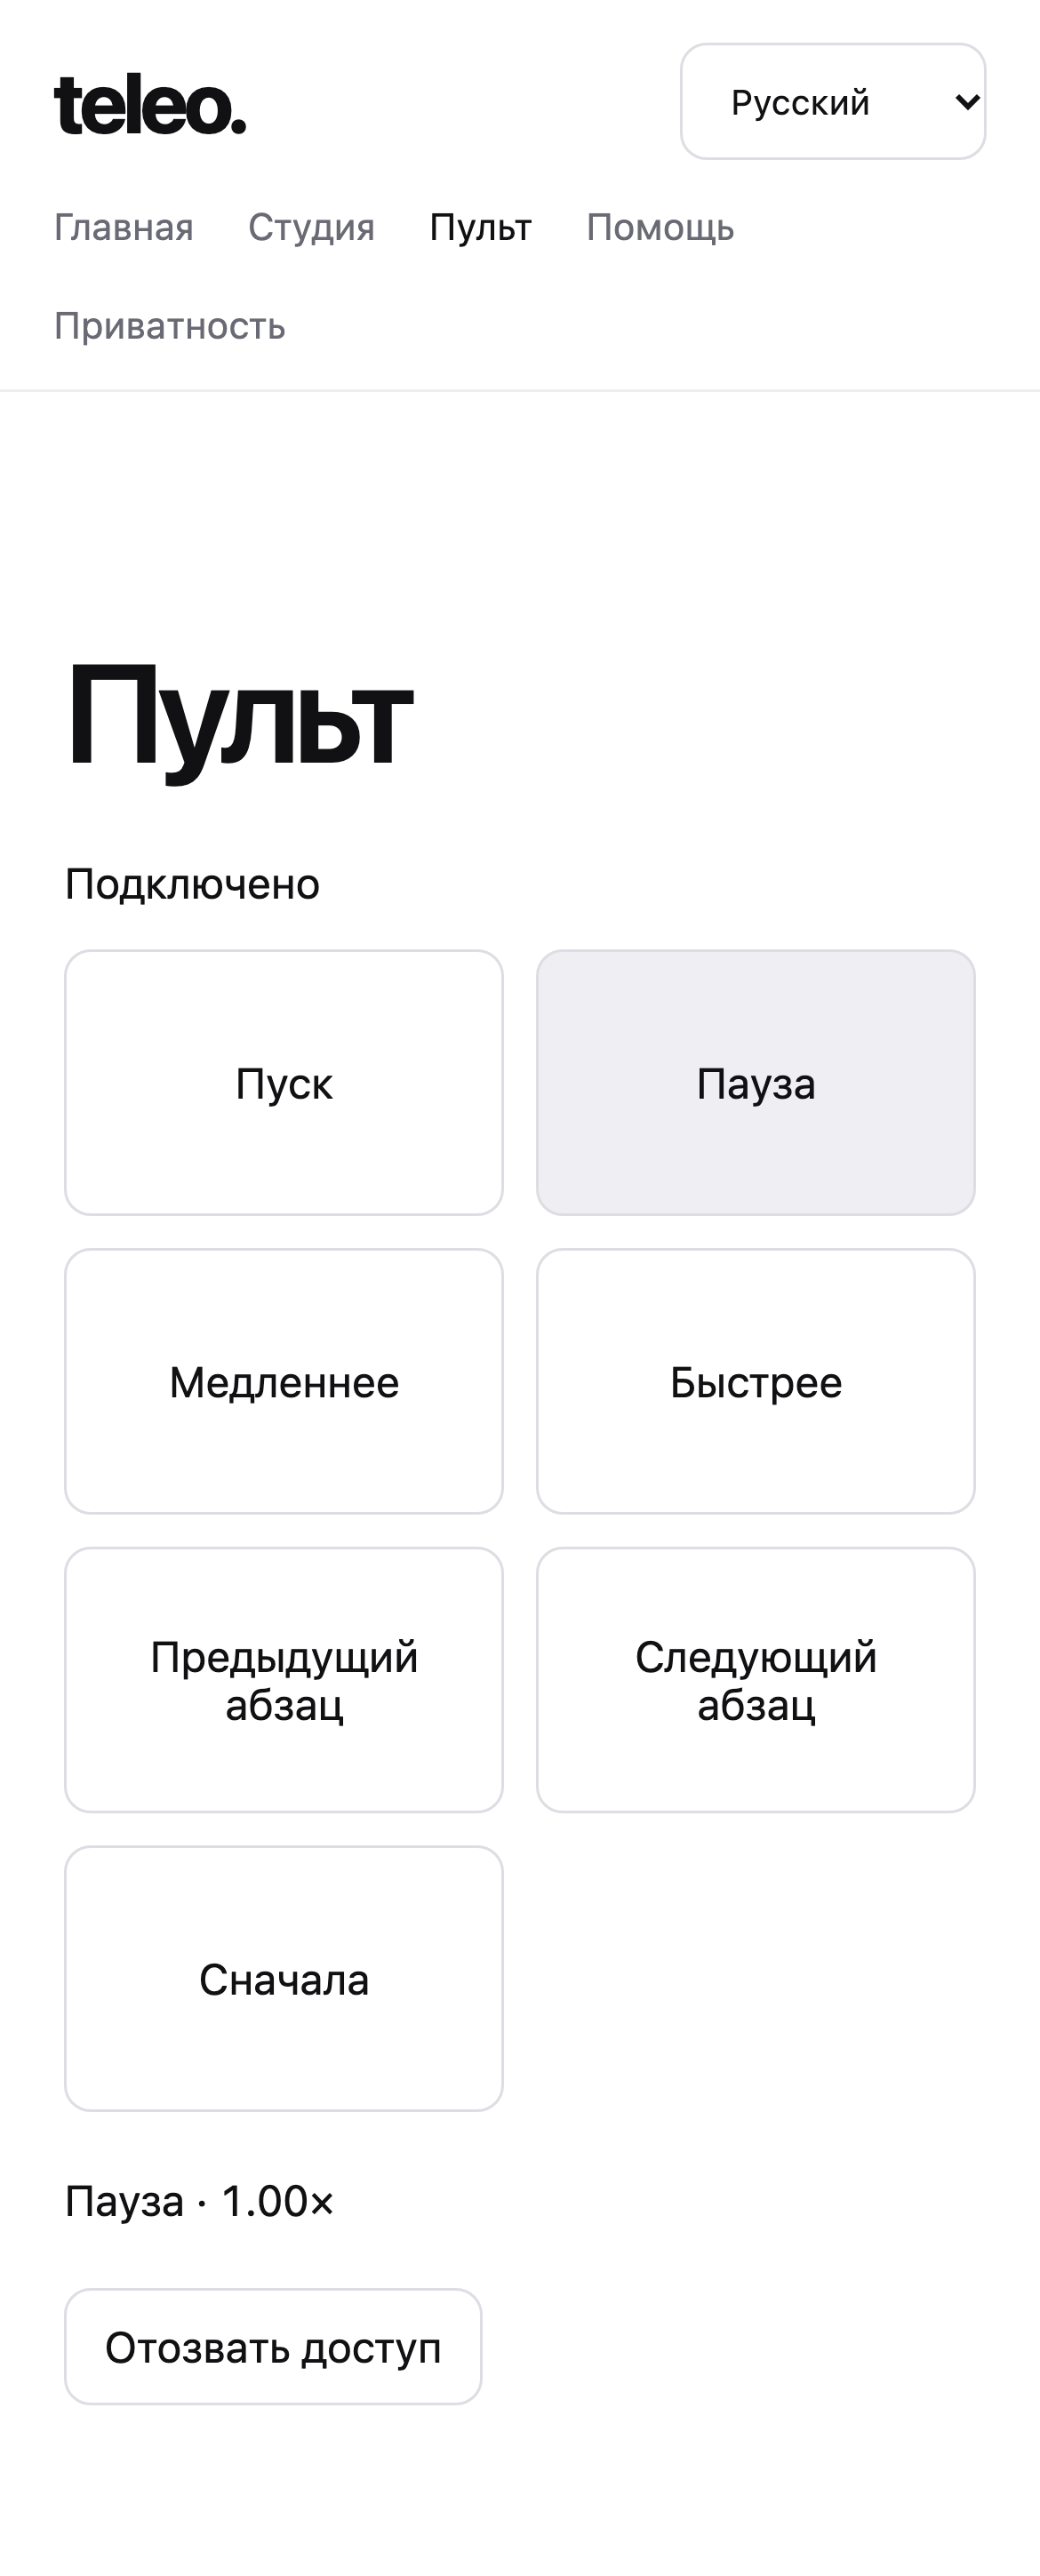 teleo.
Русский
Главная Студия Пульт Помощь
Приватность
Пульт
Подключено
Пуск
Пауза
Медленнее
Быстрее
Предыдущий
абзац
Следующий
абзац
Сначала
Пауза · 1.00×
Отозвать доступ